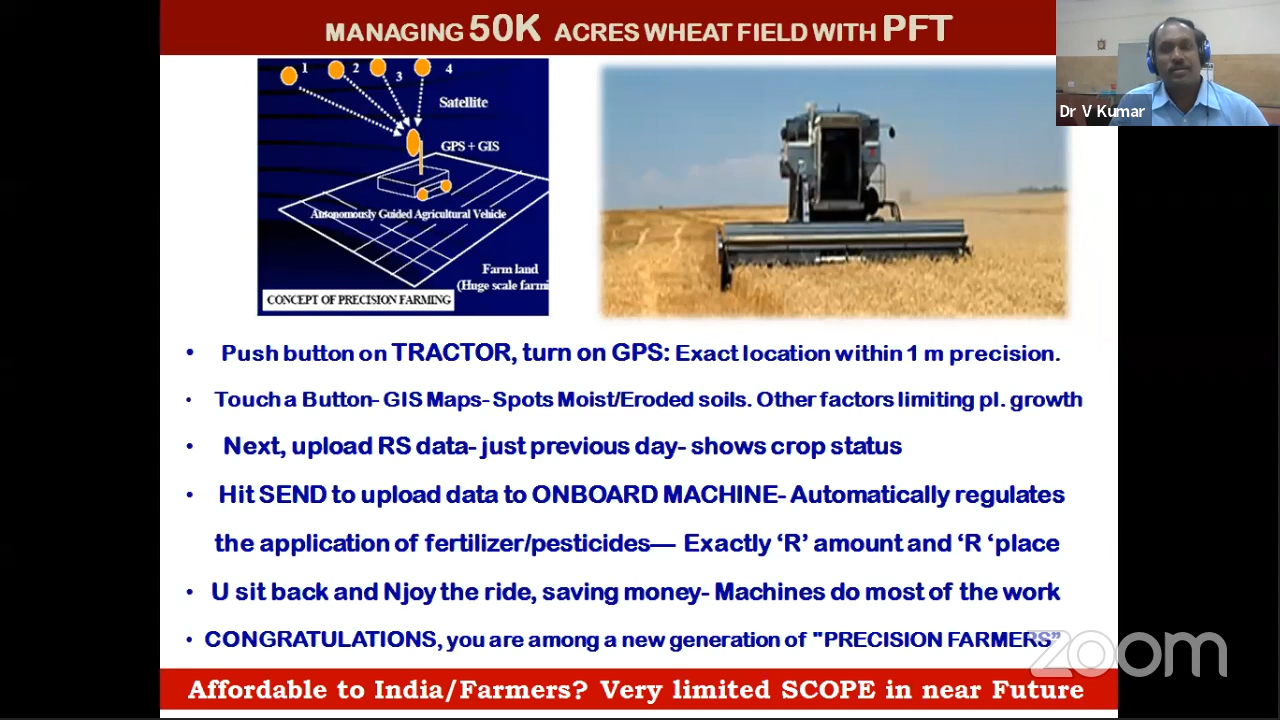 MANAGING 50K ACRES WHEAT FIELD WITH PFT
1 2 3 4
Satellite
GPS + GIS
Autonomously Guided Agricultural Vehicle
Farm land
(Huge scale farmi
CONCEPT OF PRECISION FARMING
Dr V Kumar
• Push button on TRACTOR, turn on GPS: Exact location within 1 m precision.
• Touch a Button- GIS Maps- Spots Moist/Eroded soils. Other factors limiting pl. growth
• Next, upload RS data- just previous day- shows crop status
• Hit SEND to upload data to ONBOARD MACHINE- Automatically regulates
the application of fertilizer/pesticides— Exactly ‘R’ amount and ‘R ‘place
• U sit back and Njoy the ride, saving money- Machines do most of the work
• CONGRATULATIONS, you are among a new generation of "PRECISION FARMERS”
zoom
Affordable to India/Farmers? Very limited SCOPE in near Future